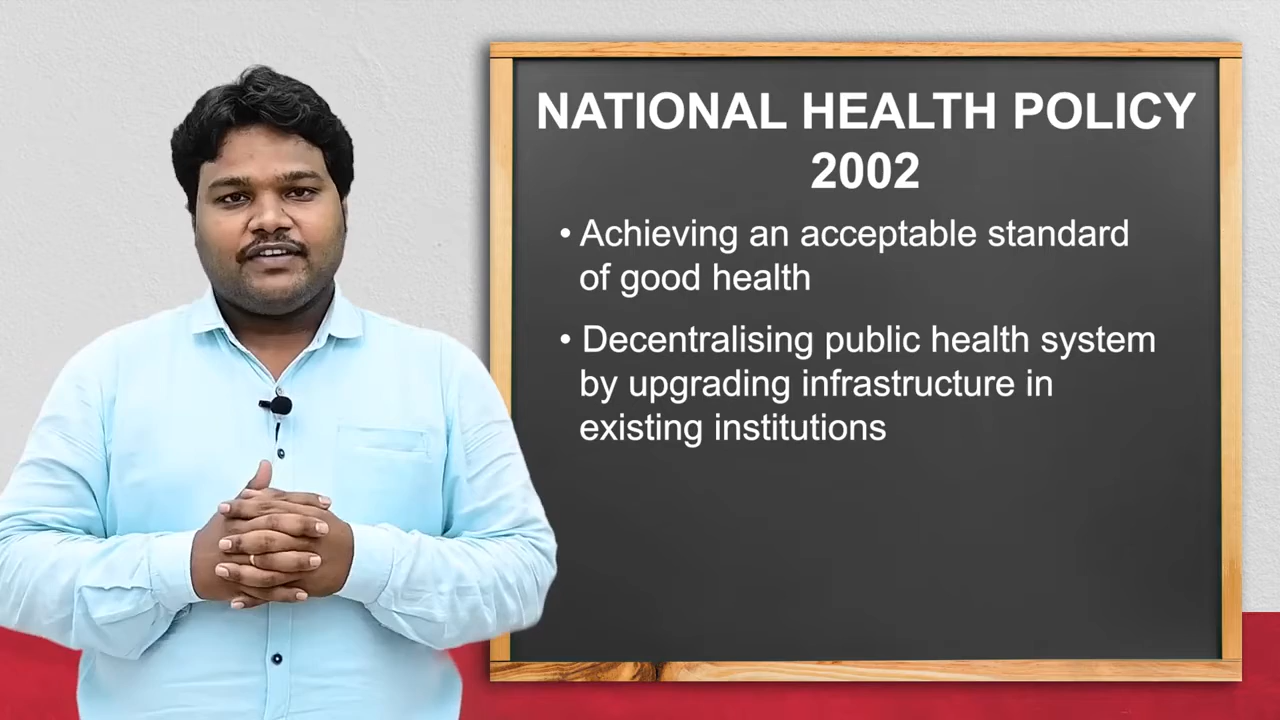 NATIONAL HEALTH POLICY
2002
• Achieving an acceptable standard
of good health
• Decentralising public health system
by upgrading infrastructure in
existing institutions